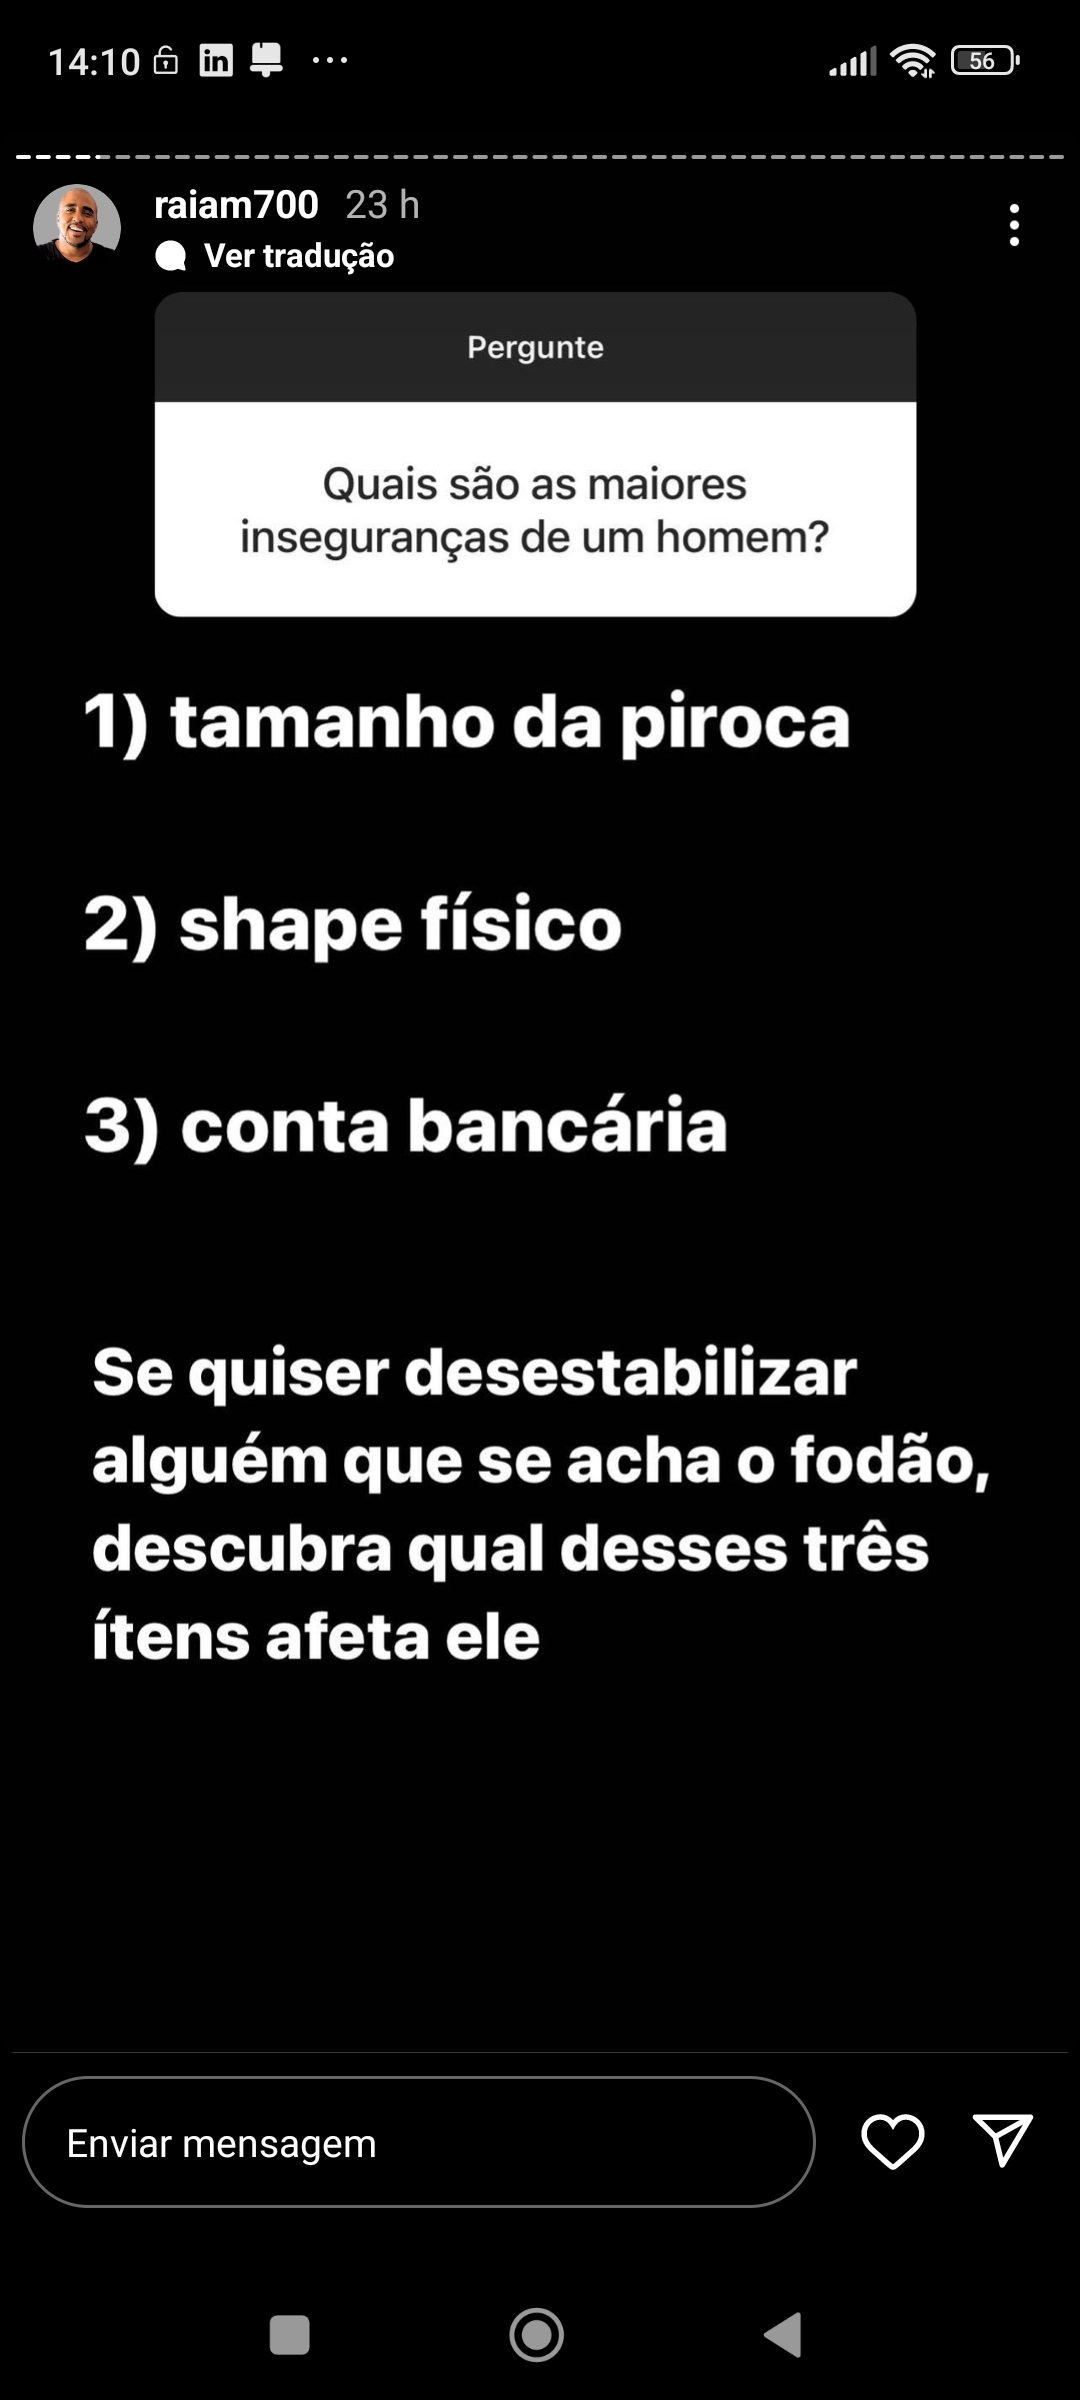 14:10
56
raiam700 23 h
Ver tradução
Pergunte
Quais são as maiores
inseguranças de um homem?
1) tamanho da piroca
2) shape físico
3) conta bancária
Se quiser desestabilizar
alguém que se acha o fodão,
descubra qual desses três
ítens afeta ele
Enviar mensagem